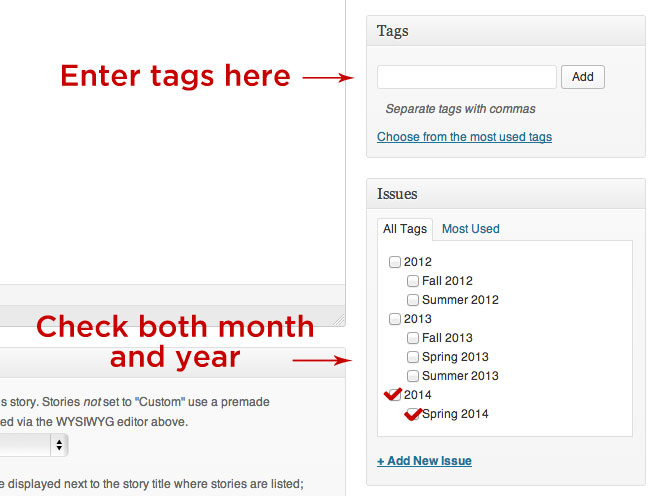 Tags
Enter tags here
Add
Separate tags with commas
Choose from the most used tags
Issues
All Tags
Most Used
2012
Fall 2012
Summer 2012
2013
Fall 2013
Spring 2013
Summer 2013
2014
Spring 2014
+ Add New Issue
Check both month
and year
s story. Stories not set to "Custom" use a premade
ed via the WYSIWYG editor above.
e displayed next to the story title where stories are listed;